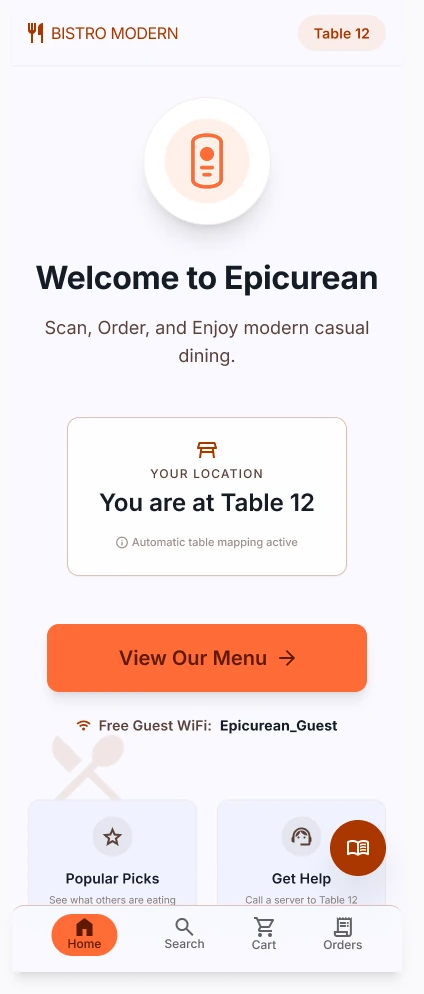 BISTRO MODERN
Table 12
Welcome to Epicurean
Scan, Order, and Enjoy modern casual
dining.
YOUR LOCATION
You are at Table 12
Automatic table mapping active
View Our Menu →
Free Guest WiFi: Epicurean_Guest
Popular Picks
See what others are eating
Get Help
Call a server to Table 12
Home
Search
Cart
Orders